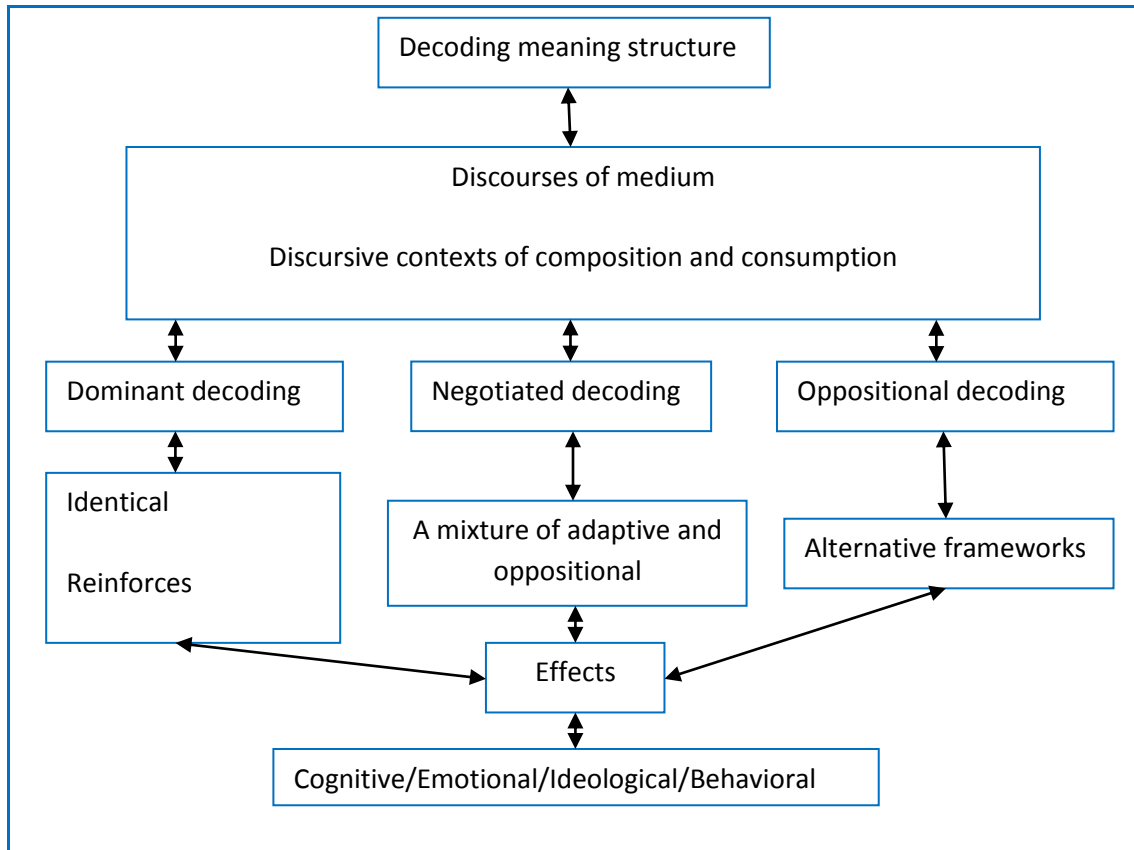 Decoding meaning structure
Discourses of medium
Discursive contexts of composition and consumption
Dominant decoding
Negotiated decoding
Oppositional decoding
Identical
Reinforces
A mixture of adaptive and
oppositional
Alternative frameworks
Effects
Cognitive/Emotional/Ideological/Behavioral